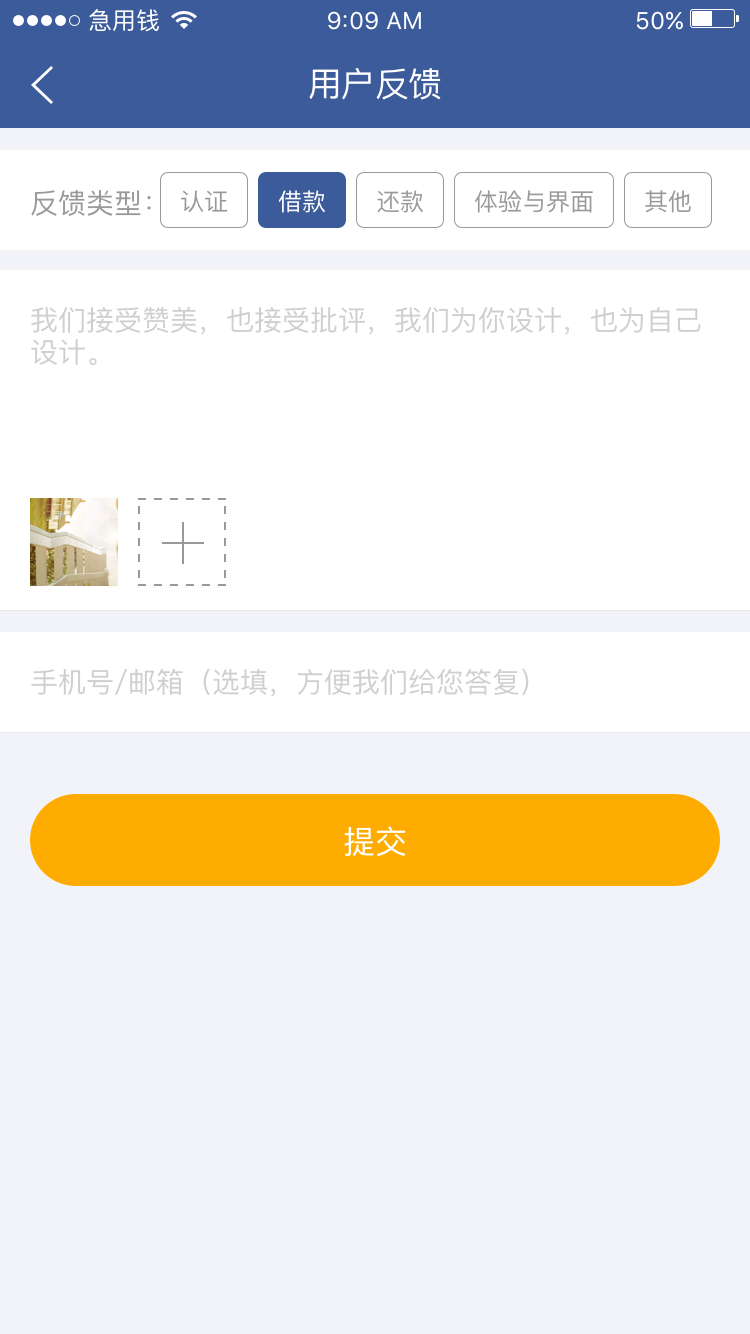 急用钱 9:09 AM 50%
用户反馈
反馈类型： 认证 借款 还款 体验与界面 其他
我们接受赞美，也接受批评，我们为你设计，也为自己
设计。
手机号/邮箱（选填，方便我们给您答复）
提交